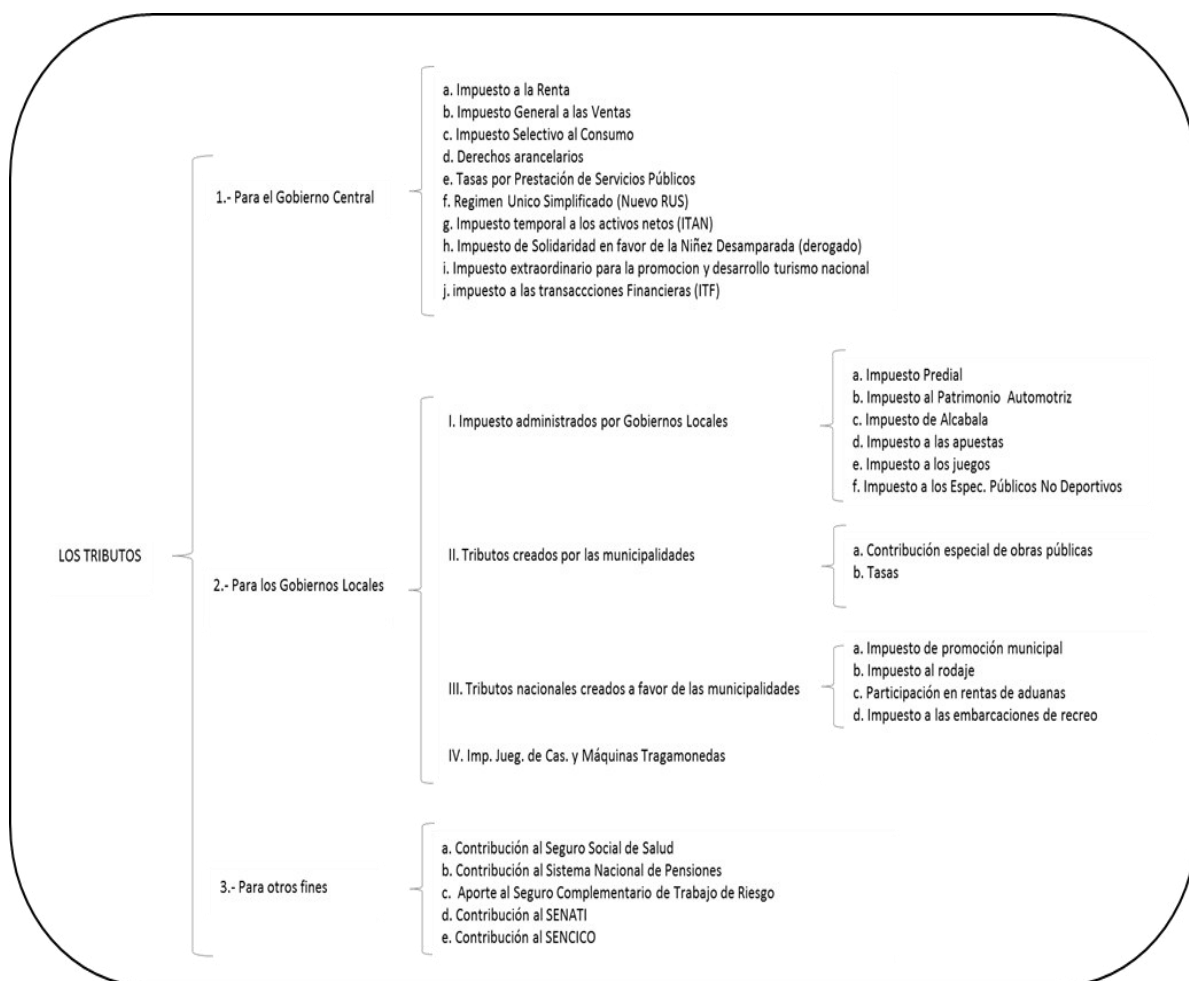 LOS TRIBUTOS
1.- Para el Gobierno Central
a. Impuesto a la Renta
b. Impuesto General a las Ventas
c. Impuesto Selectivo al Consumo
d. Derechos arancelarios
e. Tasas por Prestación de Servicios Públicos
f. Regimen Unico Simplificado (Nuevo RUS)
g. Impuesto temporal a los activos netos (ITAN)
h. Impuesto de Solidaridad en favor de la Niñez Desamparada (derogado)
i. Impuesto extraordinario para la promocion y desarrollo turismo nacional
j. impuesto a las transaccciones Financieras (ITF)
2.- Para los Gobiernos Locales
I. Impuesto administrados por Gobiernos Locales
a. Impuesto Predial
b. Impuesto al Patrimonio Automotriz
c. Impuesto de Alcabala
d. Impuesto a las apuestas
e. Impuesto a los juegos
f. Impuesto a los Espec. Públicos No Deportivos
II. Tributos creados por las municipalidades
a. Contribución especial de obras públicas
b. Tasas
III. Tributos nacionales creados a favor de las municipalidades
a. Impuesto de promoción municipal
b. Impuesto al rodaje
c. Participación en rentas de aduanas
d. Impuesto a las embarcaciones de recreo
IV. Imp. Jueg. de Cas. y Máquinas Tragamonedas
3.- Para otros fines
a. Contribución al Seguro Social de Salud
b. Contribución al Sistema Nacional de Pensiones
c. Aporte al Seguro Complementario de Trabajo de Riesgo
d. Contribución al SENATI
e. Contribución al SENCICO